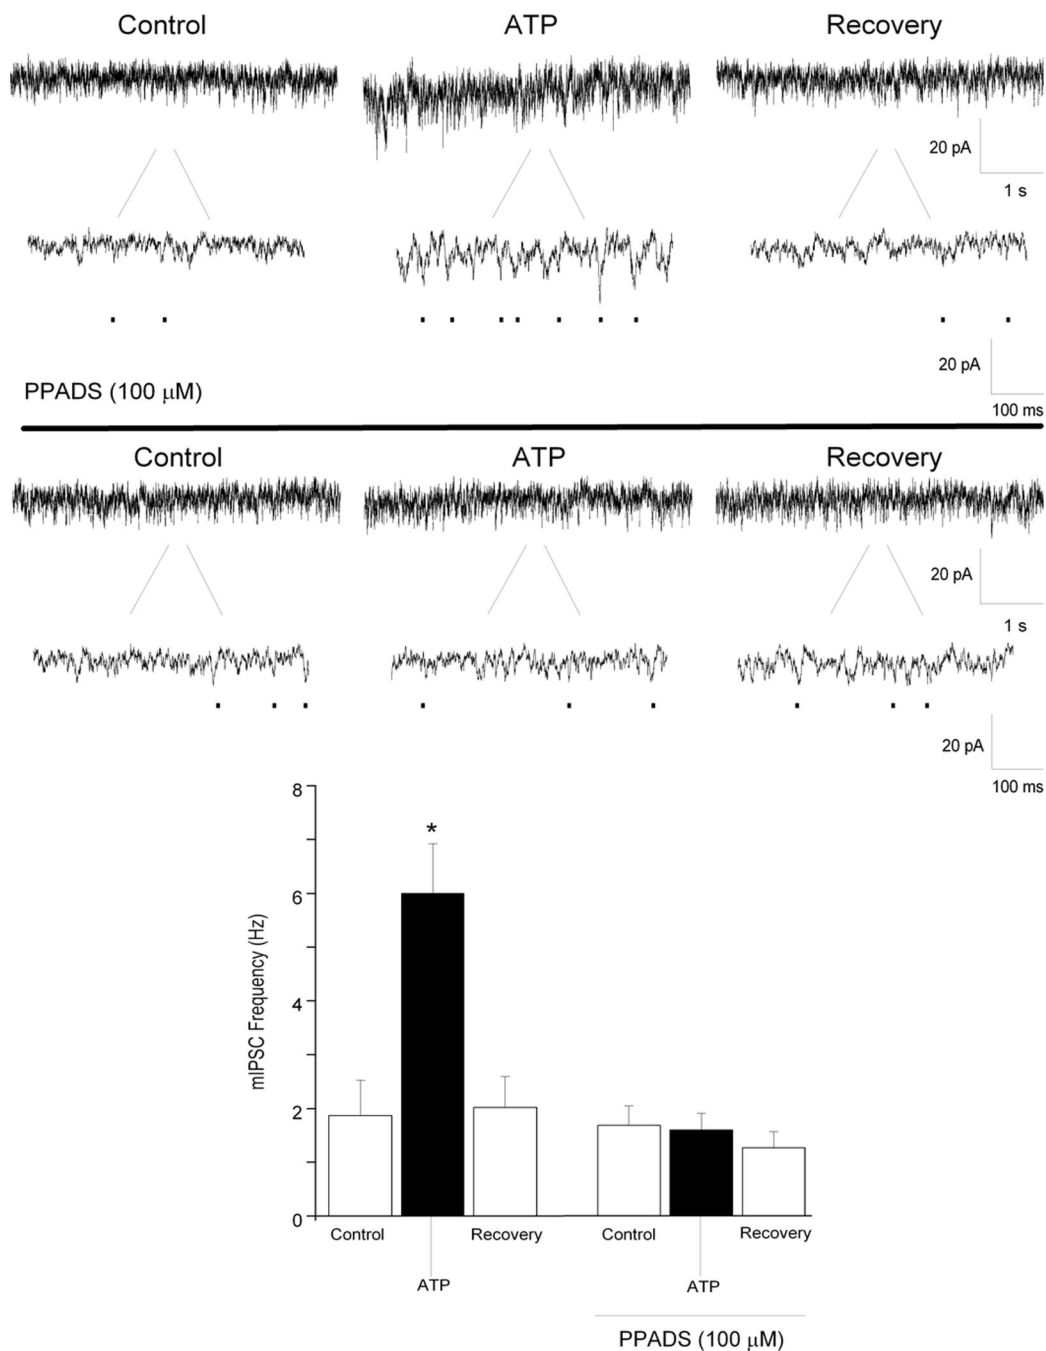 Control ATP Recovery
20 pA
1 s
20 pA
PPADS (100 μM)
100 ms
Control ATP Recovery
20 pA
1 s
20 pA
100 ms
8
*
6
mIPSC Frequency (Hz)
4
2
0
Control Recovery Control Recovery
ATP ATP
PPADS (100 μM)